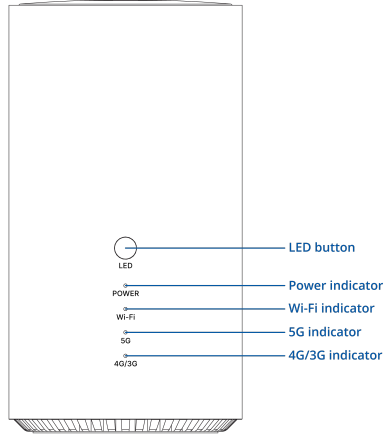 LED button
LED
Power indicator
POWER
Wi-Fi indicator
Wi-Fi
5G indicator
5G
4G/3G indicator
4G/3G